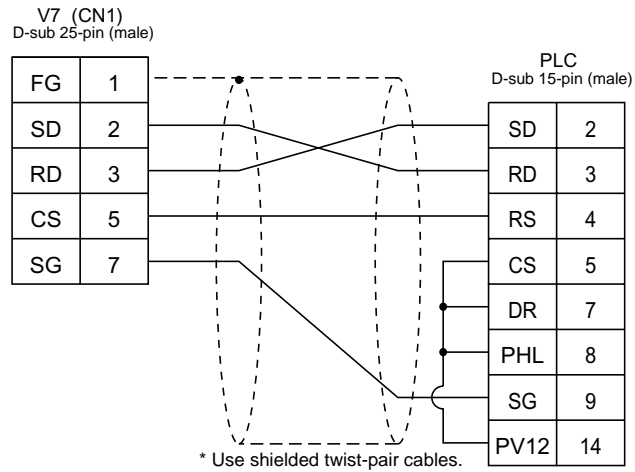 V7 (CN1)
D-sub 25-pin (male)
FG 1
SD 2
RD 3
CS 5
SG 7
PLC
D-sub 15-pin (male)
SD 2
RD 3
RS 4
CS 5
DR 7
PHL 8
SG 9
PV12 14
* Use shielded twist-pair cables.